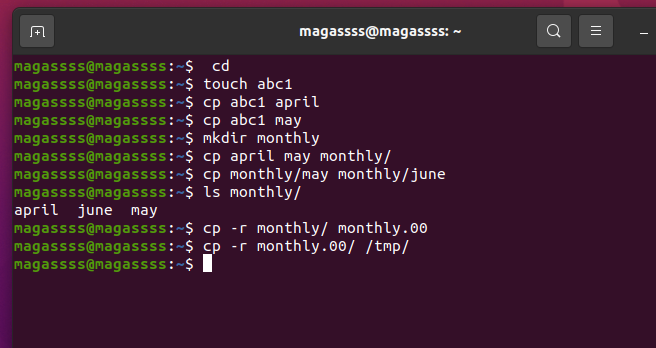 magassss@magassss: ~
magassss@magassss:~$  cd
magassss@magassss:~$ touch abc1
magassss@magassss:~$ cp abc1 april
magassss@magassss:~$ cp abc1 may
magassss@magassss:~$ mkdir monthly
magassss@magassss:~$ cp april may monthly/
magassss@magassss:~$ cp monthly/may monthly/june
magassss@magassss:~$ ls monthly/
april  june  may
magassss@magassss:~$ cp -r monthly/ monthly.00
magassss@magassss:~$ cp -r monthly.00/ /tmp/
magassss@magassss:~$